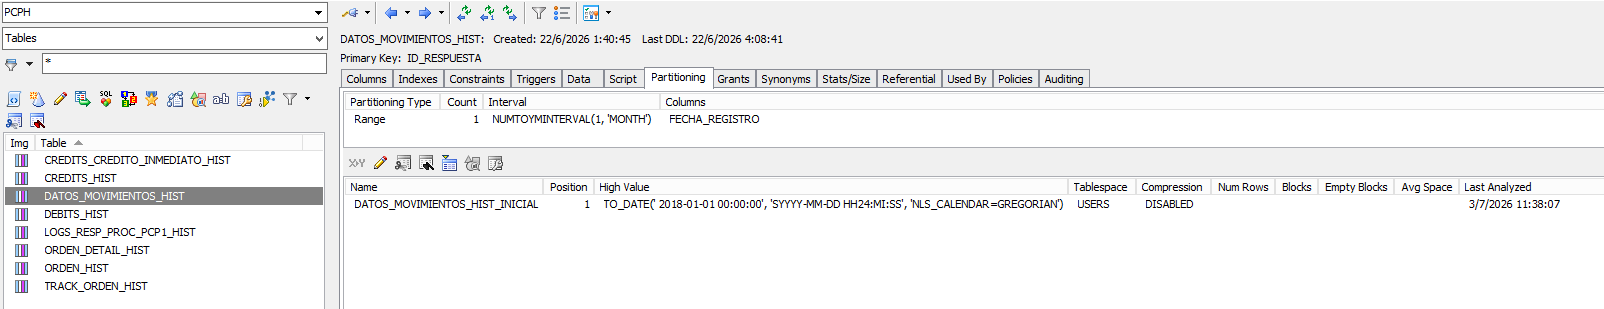 PCPH
Tables
*
Img Table
CREDITS_CREDITO_INMEDIATO_HIST
CREDITS_HIST
DATOS_MOVIMIENTOS_HIST
DEBITS_HIST
LOGS_RESP_PROC_PCP1_HIST
ORDEN_DETAIL_HIST
ORDEN_HIST
TRACK_ORDEN_HIST
DATOS_MOVIMIENTOS_HIST: Created: 22/6/2026 1:40:45 Last DDL: 22/6/2026 4:08:41
Primary Key: ID_RESPUESTA
Columns Indexes Constraints Triggers Data Script Partitioning Grants Synonyms Stats/Size Referential Used By Policies Auditing
Partitioning Type Count Interval Columns
Range 1 NUMTOYMINTERVAL(1, 'MONTH') FECHA_REGISTRO
Name Position High Value Tablespace Compression Num Rows Blocks Empty Blocks Avg Space Last Analyzed
DATOS_MOVIMIENTOS_HIST_INICIAL 1 TO_DATE(' 2018-01-01 00:00:00', 'SYYYY-MM-DD HH24:MI:SS', 'NLS_CALENDAR=GREGORIAN') USERS DISABLED 3/7/2026 11:38:07